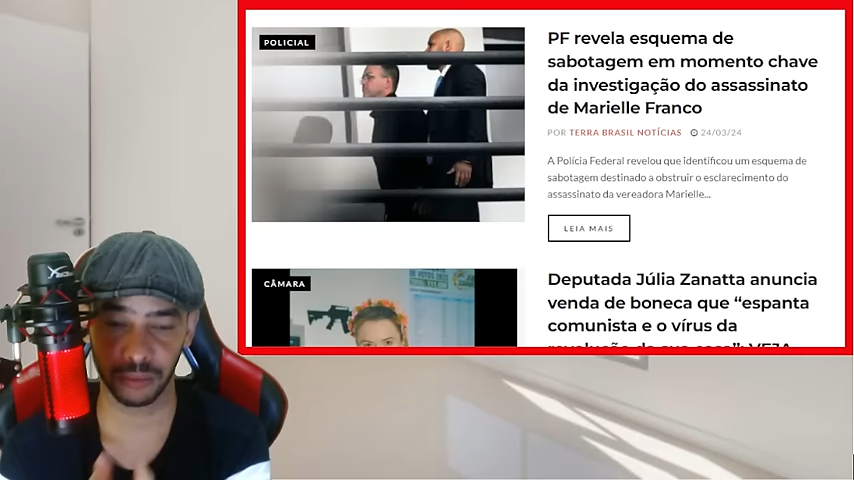 POLICIAL
PF revela esquema de
sabotagem em momento chave
da investigação do assassinato
de Marielle Franco
POR TERRA BRASIL NOTÍCIAS 24/03/24
A Polícia Federal revelou que identificou um esquema de
sabotagem destinado a obstruir o esclarecimento do
assassinato da vereadora Marielle...
LEIA MAIS
CÂMARA
Deputada Júlia Zanatta anuncia
venda de boneca que “espanta
comunista e o vírus da